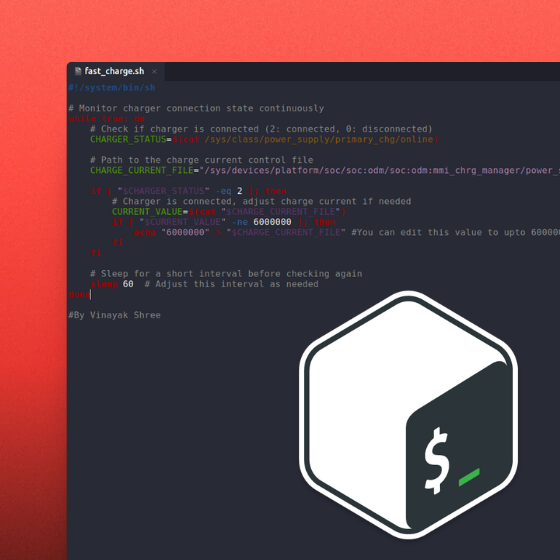 fast_charge.sh ×
#!/system/bin/sh
# Monitor charger connection state continuously
while true; do
# Check if charger is connected (2: connected, 0: disconnected)
CHARGER_STATUS=$(cat /sys/class/power_supply/primary_chg/online)
# Path to the charge current control file
CHARGE_CURRENT_FILE="/sys/devices/platform/soc/soc:odm/soc:odm:mmi_chrg_manager/power_s
if [ "$CHARGER_STATUS" -eq 2 ]; then
# Charger is connected, adjust charge current if needed
CURRENT_VALUE=$(cat "$CHARGE_CURRENT_FILE")
if [ "$CURRENT_VALUE" -ne 6000000 ]; then
echo "6000000" > "$CHARGE_CURRENT_FILE" #You can edit this value to upto 600000
fi
fi
# Sleep for a short interval before checking again
sleep 60 # Adjust this interval as needed
done
#By Vinayak Shree
$_